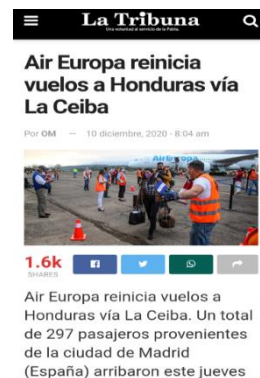 La Tribuna
Una voluntad al servicio de la Patria.
Air Europa reinicia
vuelos a Honduras vía
La Ceiba
Por OM — 10 diciembre, 2020 - 8:04 am
AirEuropa
1.6k
SHARES
Air Europa reinicia vuelos a
Honduras vía La Ceiba. Un total
de 297 pasajeros provenientes
de la ciudad de Madrid
(España) arribaron este jueves